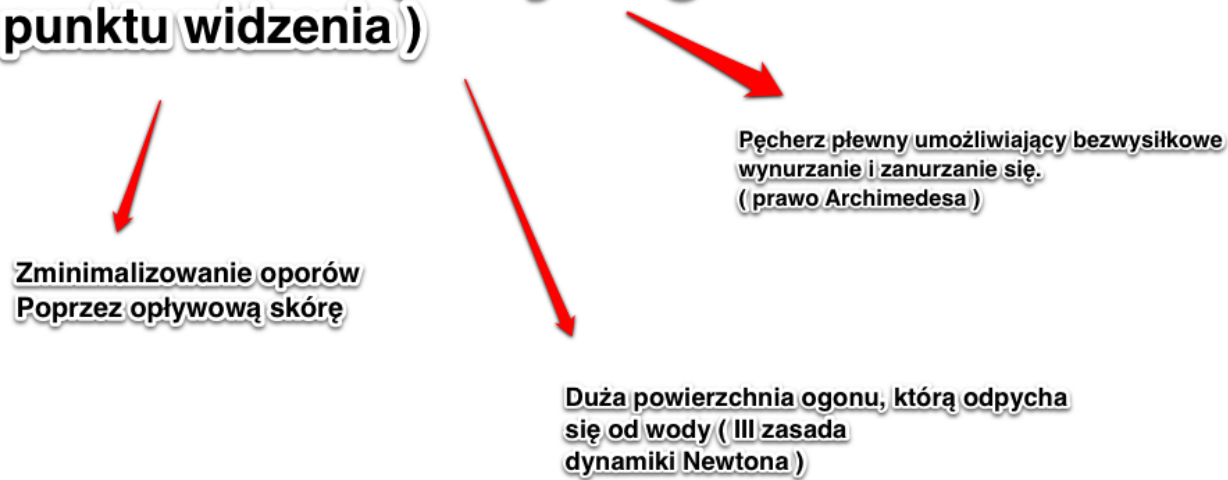 punktu widzenia )
Pęcherz pławny umożliwiający bezwysiłkowe
wynurzanie i zanurzanie się.
( prawo Archimedesa )
Zminimalizowanie oporów
Poprzez opływową skórę
Duża powierzchnia ogonu, którą odpycha
się od wody ( III zasada
dynamiki Newtona )